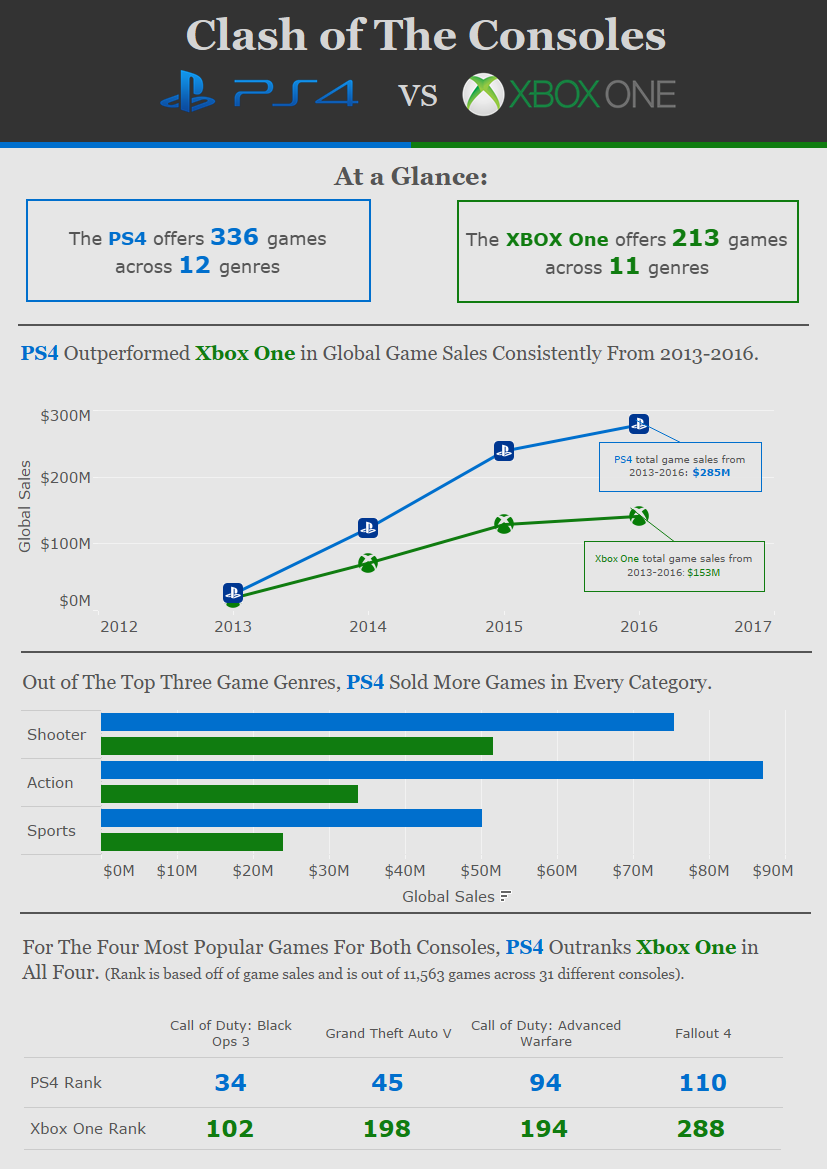 Clash of The Consoles
PS4 vs XBOX ONE
At a Glance:
The PS4 offers 336 games
across 12 genres
The XBOX One offers 213 games
across 11 genres
PS4 Outperformed Xbox One in Global Game Sales Consistently From 2013-2016.
Global Sales
$300M
$200M
$100M
$0M
PS4 total game sales from
2013-2016: $285M
Xbox One total game sales from
2013-2016: $153M
2012 2013 2014 2015 2016 2017
Out of The Top Three Game Genres, PS4 Sold More Games in Every Category.
Shooter
Action
Sports
$0M $10M $20M $30M $40M $50M $60M $70M $80M $90M
Global Sales
For The Four Most Popular Games For Both Consoles, PS4 Outranks Xbox One in
All Four. (Rank is based off of game sales and is out of 11,563 games across 31 different consoles).
Call of Duty: Black
Ops 3
Grand Theft Auto V
Call of Duty: Advanced
Warfare
Fallout 4
PS4 Rank 34 45 94 110
Xbox One Rank 102 198 194 288